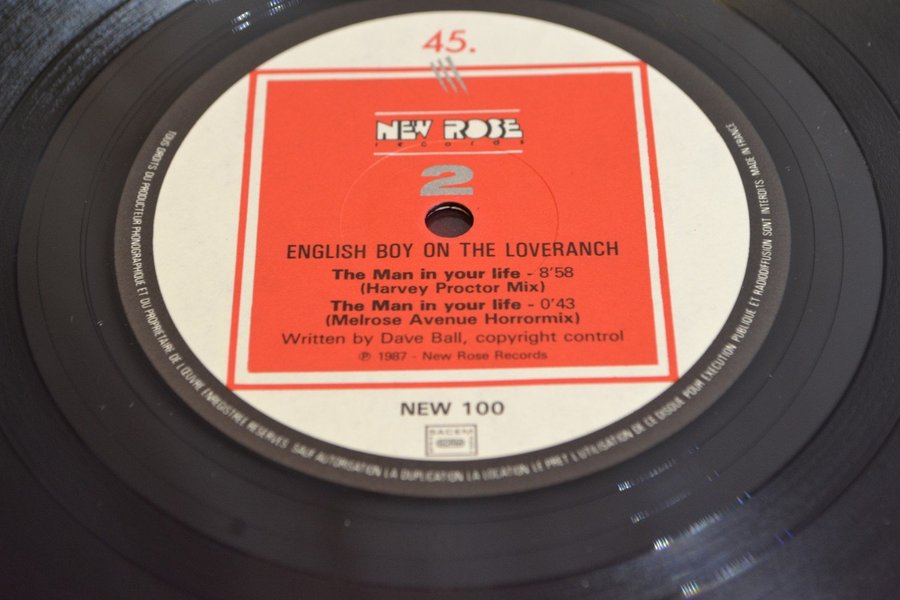 45.
NEW ROSE
records
2
ENGLISH BOY ON THE LOVERANCH
The Man in your life - 8'58
(Harvey Proctor Mix)
The Man in your life - 0'43
(Melrose Avenue Horrormix)
Written by Dave Ball, copyright control
℗ 1987 - New Rose Records
NEW 100
SACEM
TOUS DROITS DU PRODUCTEUR PHONOGRAPHIQUE ET DU PROPRIETAIRE DE L'ŒUVRE ENREGISTREE RESERVES. SAUF AUTORISATION LA DUPLICATION LA LOCATION LE PRET L'UTILISATION DE CE DISQUE POUR EXECUTION PUBLIQUE ET RADIODIFFUSION SONT INTERDITS MADE IN FRANCE